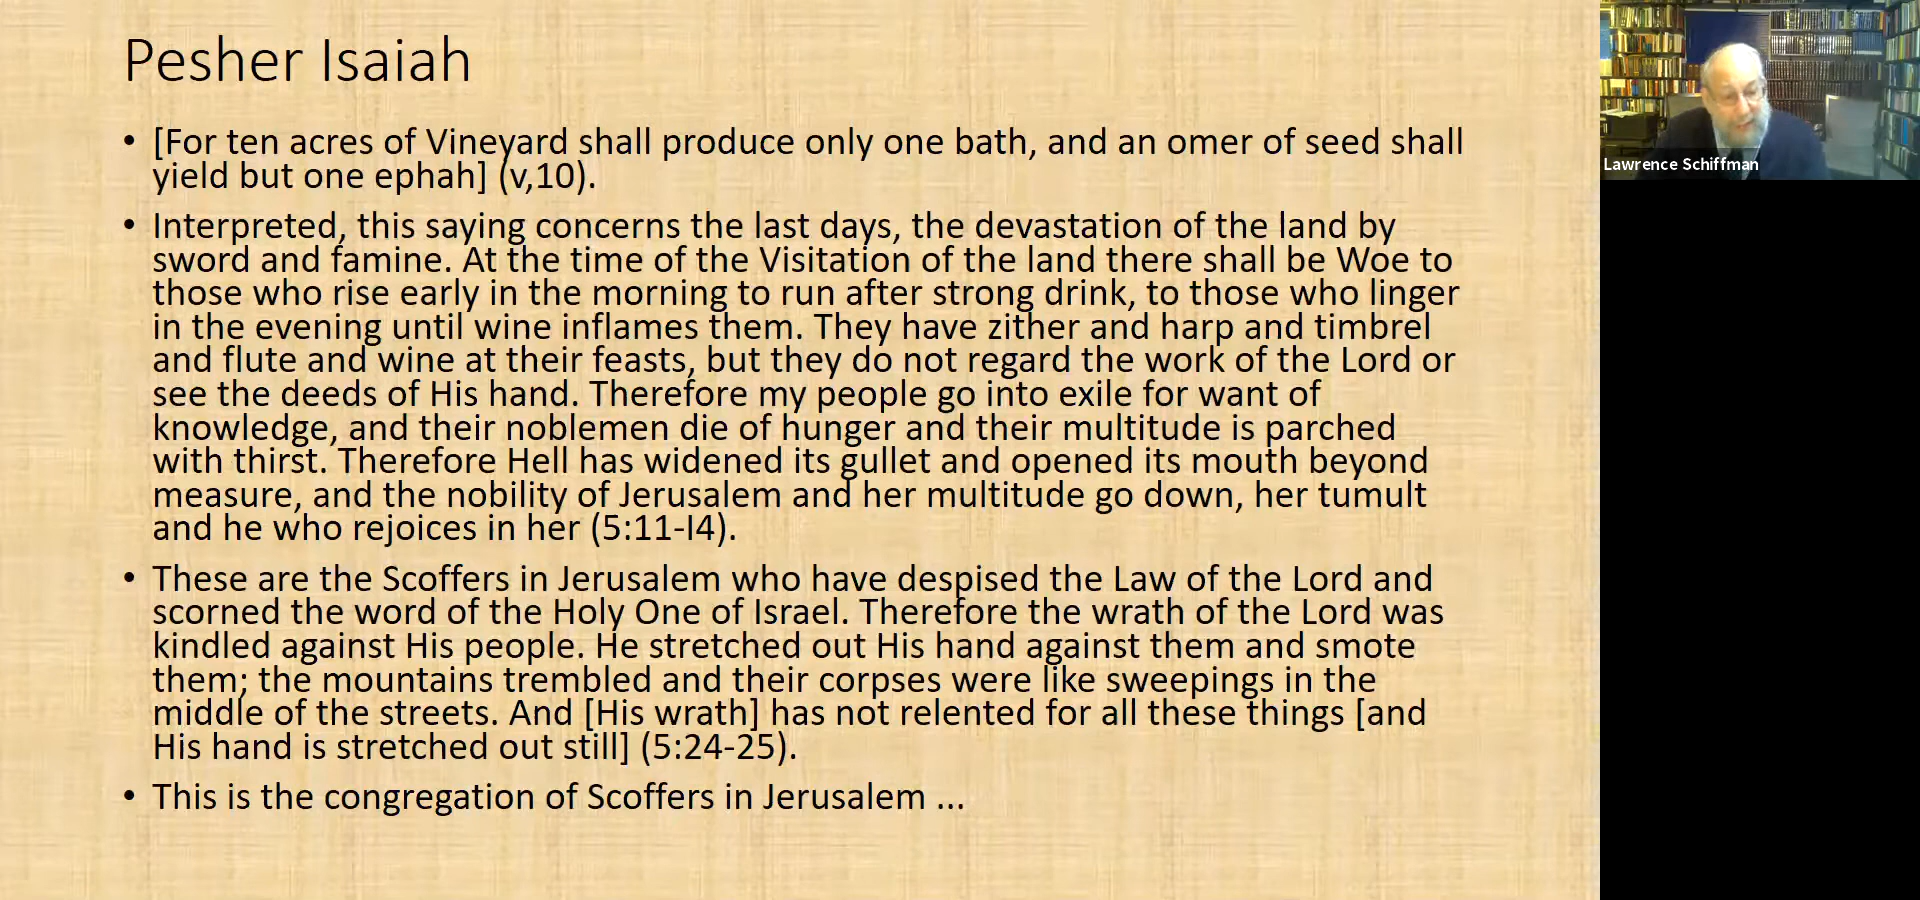 Pesher Isaiah
• [For ten acres of Vineyard shall produce only one bath, and an omer of seed shall
yield but one ephah] (v,10).
• Interpreted, this saying concerns the last days, the devastation of the land by
sword and famine. At the time of the Visitation of the land there shall be Woe to
those who rise early in the morning to run after strong drink, to those who linger
in the evening until wine inflames them. They have zither and harp and timbrel
and flute and wine at their feasts, but they do not regard the work of the Lord or
see the deeds of His hand. Therefore my people go into exile for want of
knowledge, and their noblemen die of hunger and their multitude is parched
with thirst. Therefore Hell has widened its gullet and opened its mouth beyond
measure, and the nobility of Jerusalem and her multitude go down, her tumult
and he who rejoices in her (5:11-I4).
• These are the Scoffers in Jerusalem who have despised the Law of the Lord and
scorned the word of the Holy One of Israel. Therefore the wrath of the Lord was
kindled against His people. He stretched out His hand against them and smote
them; the mountains trembled and their corpses were like sweepings in the
middle of the streets. And [His wrath] has not relented for all these things [and
His hand is stretched out still] (5:24-25).
• This is the congregation of Scoffers in Jerusalem ...
Lawrence Schiffman